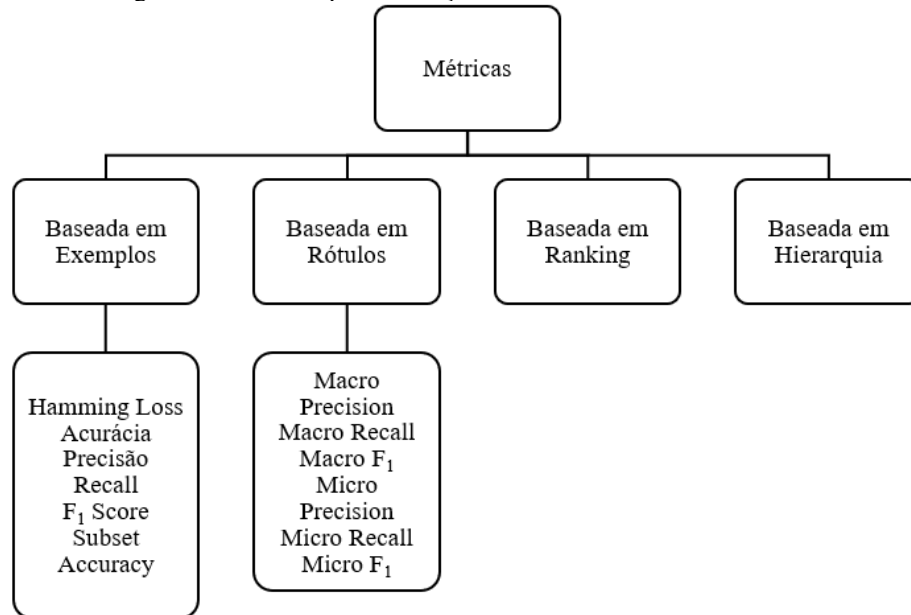 Métricas
Baseada em
Exemplos
Baseada em
Rótulos
Baseada em
Ranking
Baseada em
Hierarquia
Hamming Loss
Acurácia
Precisão
Recall
F₁ Score
Subset
Accuracy
Macro
Precision
Macro Recall
Macro F₁
Micro
Precision
Micro Recall
Micro F₁